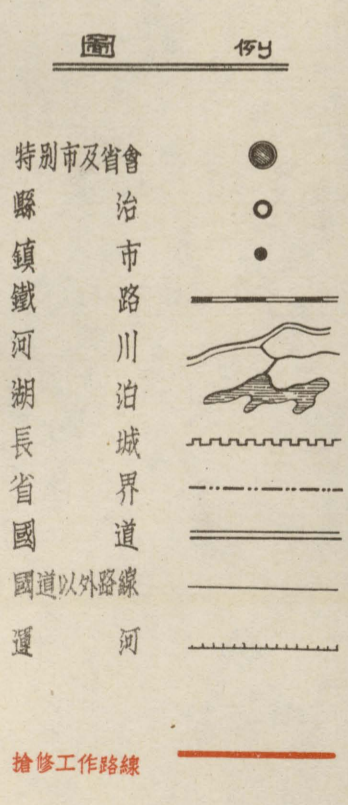 圖例
特別市及省會
縣治
鎮市
鐵路
河川
湖泊
長城
省界
國道
國道以外路線
運河
搶修工作路線